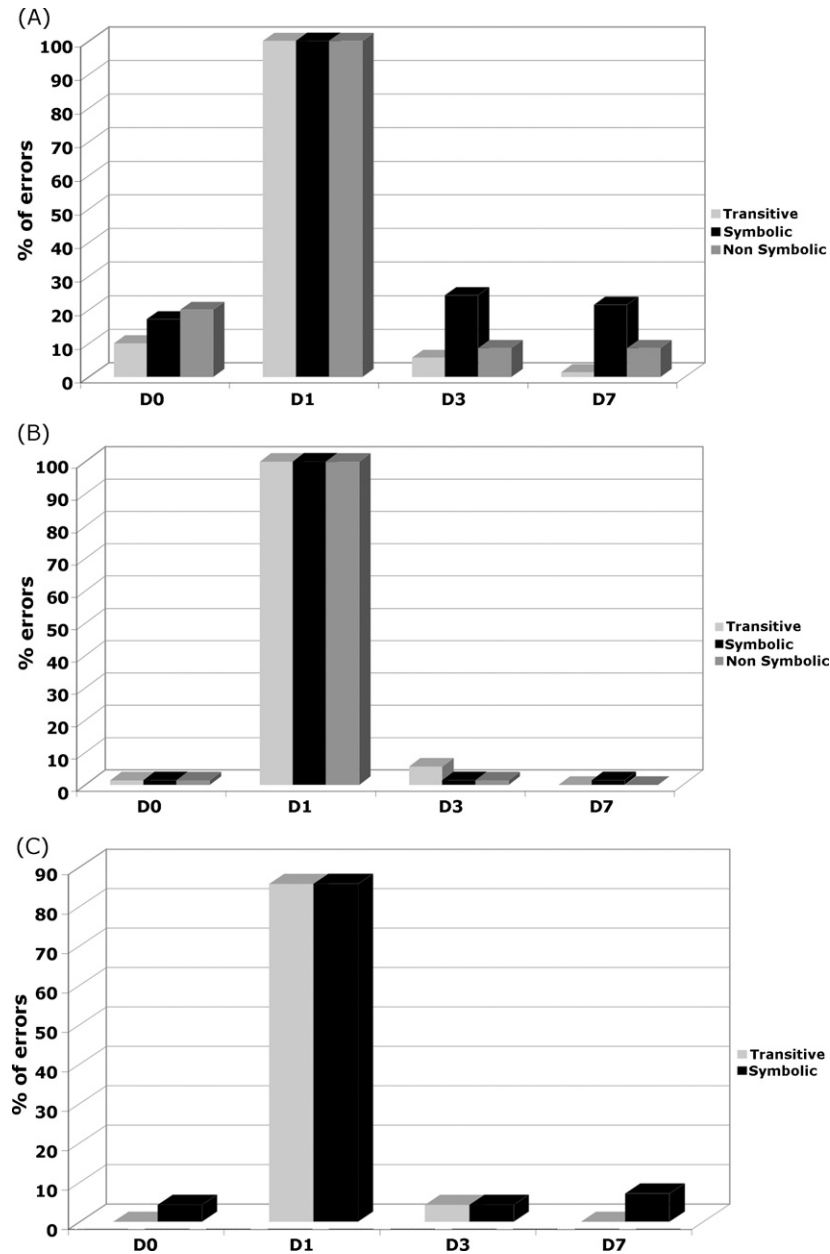 (A)
100
90
80
70
60
50
40
30
20
10
0
% of errors
D0 D1 D3 D7
Transitive
Symbolic
Non Symbolic
(B)
100
90
80
70
60
50
40
30
20
10
0
% errors
D0 D1 D3 D7
Transitive
Symbolic
Non Symbolic
(C)
90
80
70
60
50
40
30
20
10
0
% of errors
D0 D1 D3 D7
Transitive
Symbolic